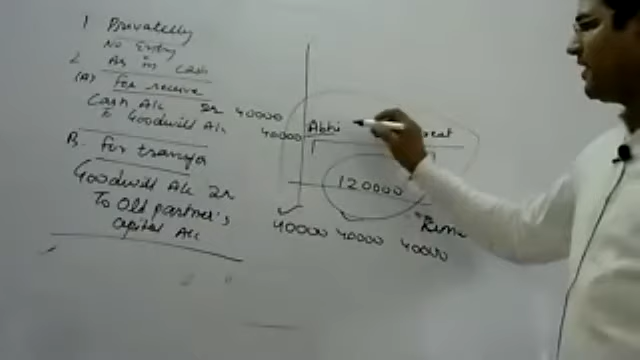 1 Privately
No Entry
2. As in Cash
(A) for receive
Cash A/c Dr 40000
To Goodwill A/c 40000
B. for transfer
Goodwill A/c Dr
To Old partner's
capital A/c
Abhi
120000
40000 40000 40000